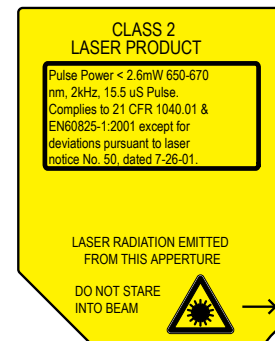 CLASS 2
LASER PRODUCT
Pulse Power < 2.6mW 650-670
nm, 2kHz, 15.5 uS Pulse.
Complies to 21 CFR 1040.01 &
EN60825-1:2001 except for
deviations pursuant to laser
notice No. 50, dated 7-26-01.
LASER RADIATION EMITTED
FROM THIS APPERTURE
DO NOT STARE
INTO BEAM